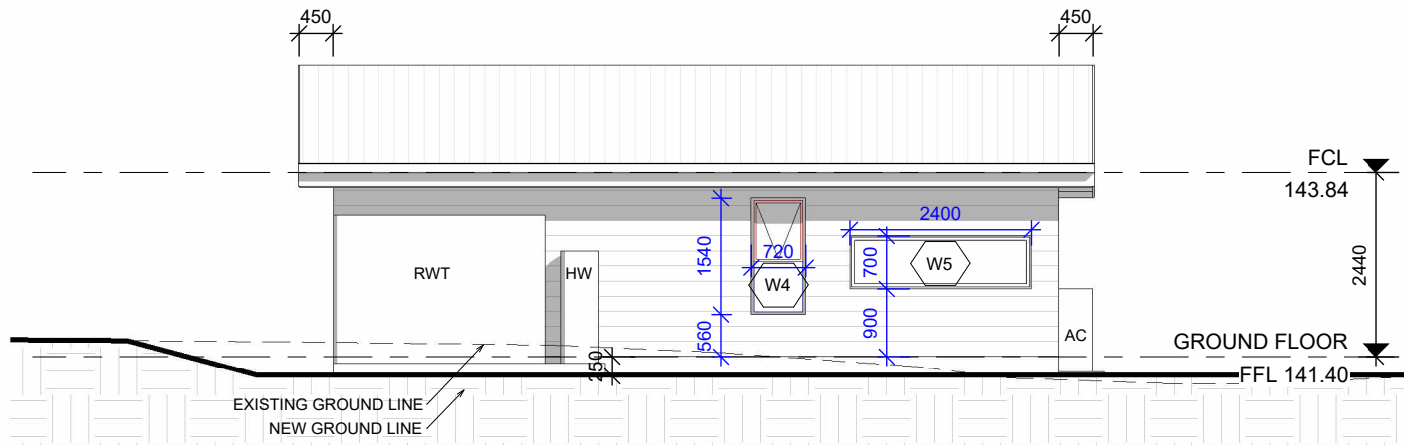 450
450
FCL
143.84
2400
1540
720
700
2440
RWT
HW
W4
W5
560
900
AC
250
GROUND FLOOR
FFL 141.40
EXISTING GROUND LINE
NEW GROUND LINE